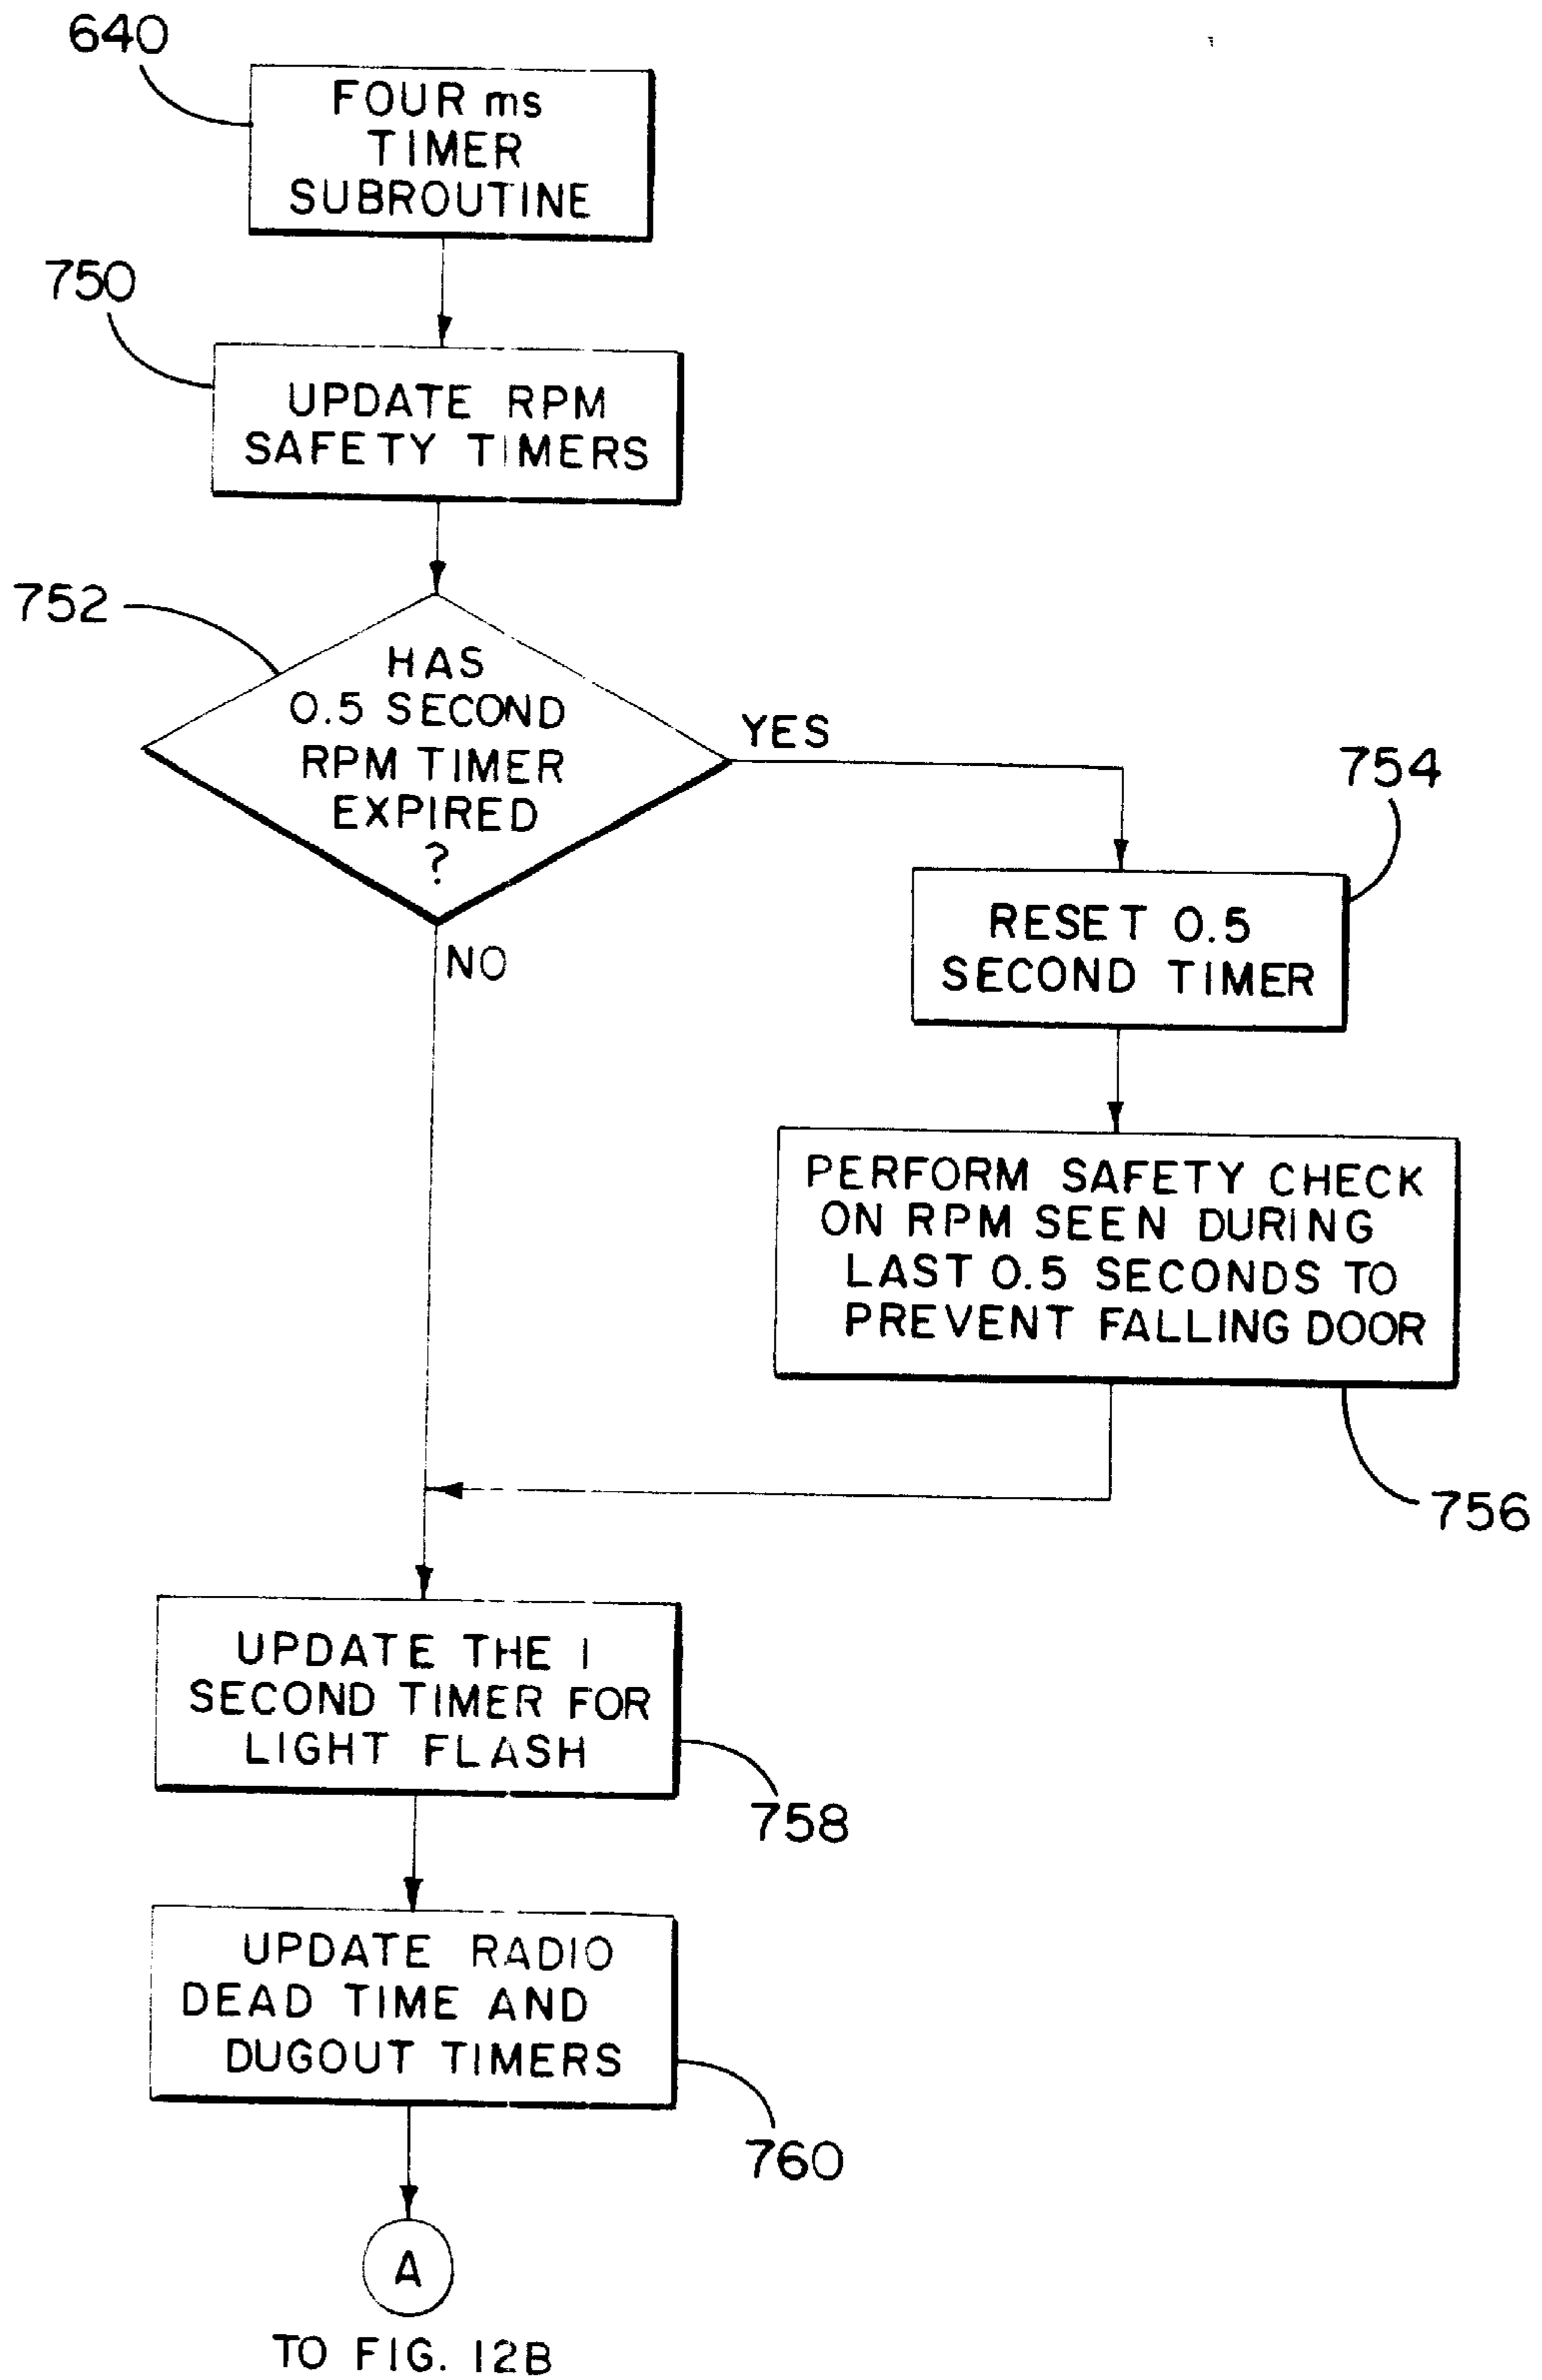 640
FOUR ms
TIMER
SUBROUTINE
750
UPDATE RPM
SAFETY TIMERS
752
HAS
0.5 SECOND
RPM TIMER
EXPIRED
?
YES
NO
754
RESET 0.5
SECOND TIMER
PERFORM SAFETY CHECK
ON RPM SEEN DURING
LAST 0.5 SECONDS TO
PREVENT FALLING DOOR
756
UPDATE THE 1
SECOND TIMER FOR
LIGHT FLASH
758
UPDATE RADIO
DEAD TIME AND
DUGOUT TIMERS
760
A
TO FIG. 12B